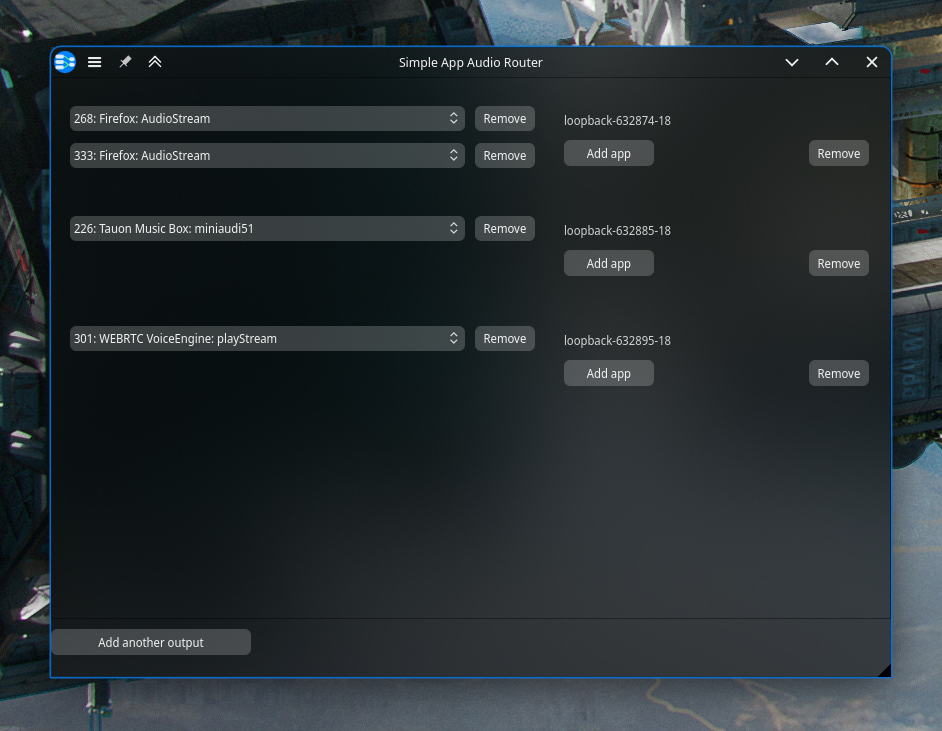 Simple App Audio Router
268: Firefox: AudioStream
Remove
loopback-632874-18
333: Firefox: AudioStream
Remove
Add app
Remove
226: Tauon Music Box: miniaudi51
Remove
loopback-632885-18
Add app
Remove
301: WEBRTC VoiceEngine: playStream
Remove
loopback-632895-18
Add app
Remove
Add another output